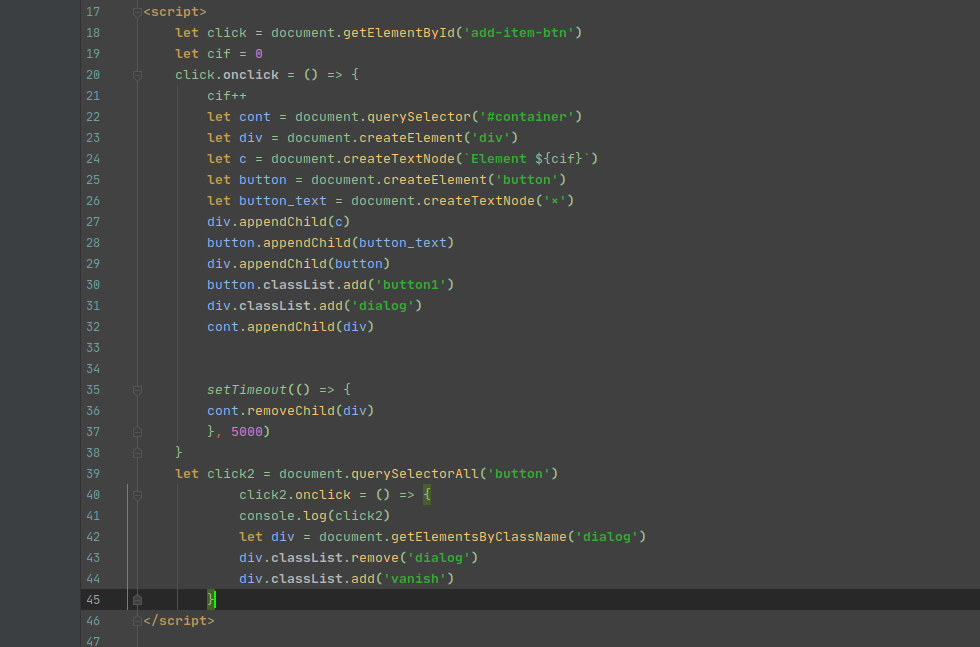 17 <script>
18 let click = document.getElementById('add-item-btn')
19 let cif = 0
20 click.onclick = () => {
21 cif++
22 let cont = document.querySelector('#container')
23 let div = document.createElement('div')
24 let c = document.createTextNode(`Element ${cif}`)
25 let button = document.createElement('button')
26 let button_text = document.createTextNode('×')
27 div.appendChild(c)
28 button.appendChild(button_text)
29 div.appendChild(button)
30 button.classList.add('button1')
31 div.classList.add('dialog')
32 cont.appendChild(div)
33
34
35 setTimeout(() => {
36 cont.removeChild(div)
37 }, 5000)
38 }
39 let click2 = document.querySelectorAll('button')
40 click2.onclick = () => {
41 console.log(click2)
42 let div = document.getElementsByClassName('dialog')
43 div.classList.remove('dialog')
44 div.classList.add('vanish')
45 }
46 </script>
47